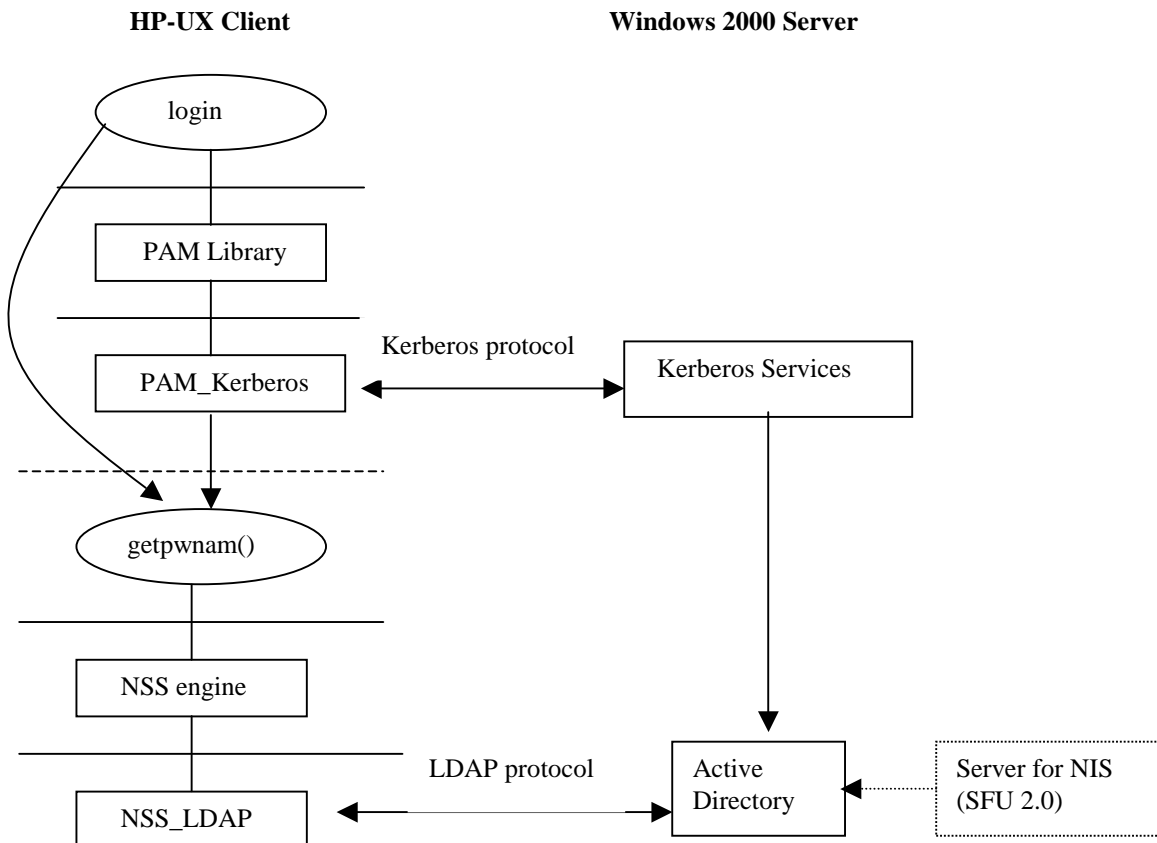 HP-UX Client
Windows 2000 Server
login
PAM Library
Kerberos protocol
PAM_Kerberos
Kerberos Services
getpwnam()
NSS engine
LDAP protocol
NSS_LDAP
Active
Directory
Server for NIS
(SFU 2.0)